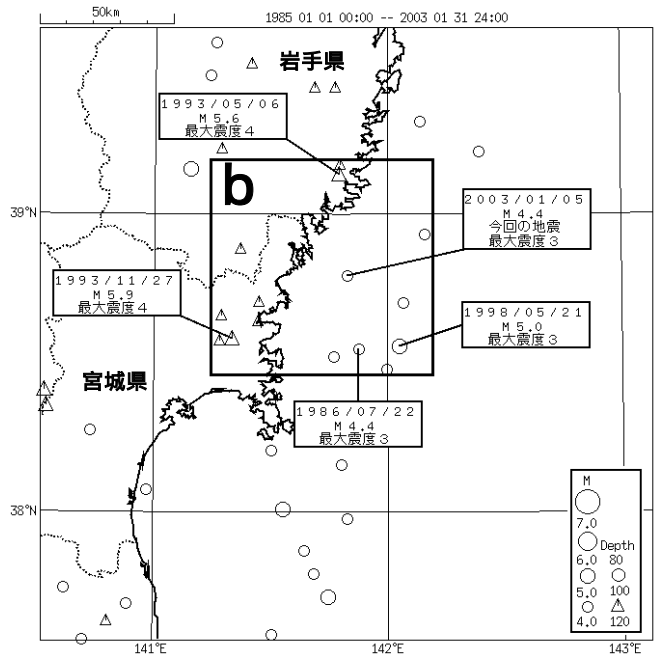 50km
1985 01 01 00:00 -- 2003 01 31 24:00
岩手県
1993/05/06
M5.6
最大震度4
b
39°N
2003/01/05
M4.4
今回の地震
最大震度3
1993/11/27
M5.9
最大震度4
1998/05/21
M5.0
最大震度3
宮城県
1986/07/22
M4.4
最大震度3
38°N
M
7.0
Depth
6.0 80
5.0 100
4.0 120
141°E
142°E
143°E